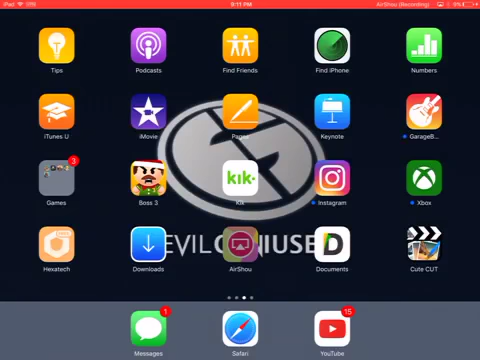 iPad 5:11 PM AirShou (Recording) 9%
Tips Podcasts Find Friends Find iPhone Numbers
iTunes U iMovie Pages Keynote GarageB...
3
kik·
Games Boss 3 Kik Instagram Xbox
EVIL GENIUSES D
Hexatech Downloads AirShou Documents Cute CUT
1 15
Messages Safari YouTube